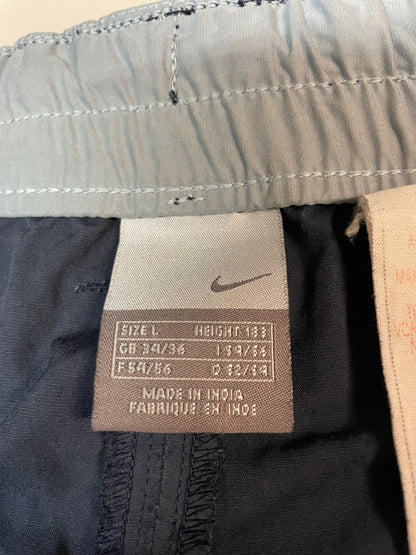 SIZE L HEIGHT 183
GB 34/36 I 54/56
F 54/56 D 52/54
MADE IN INDIA
FABRIQUE EN INDE